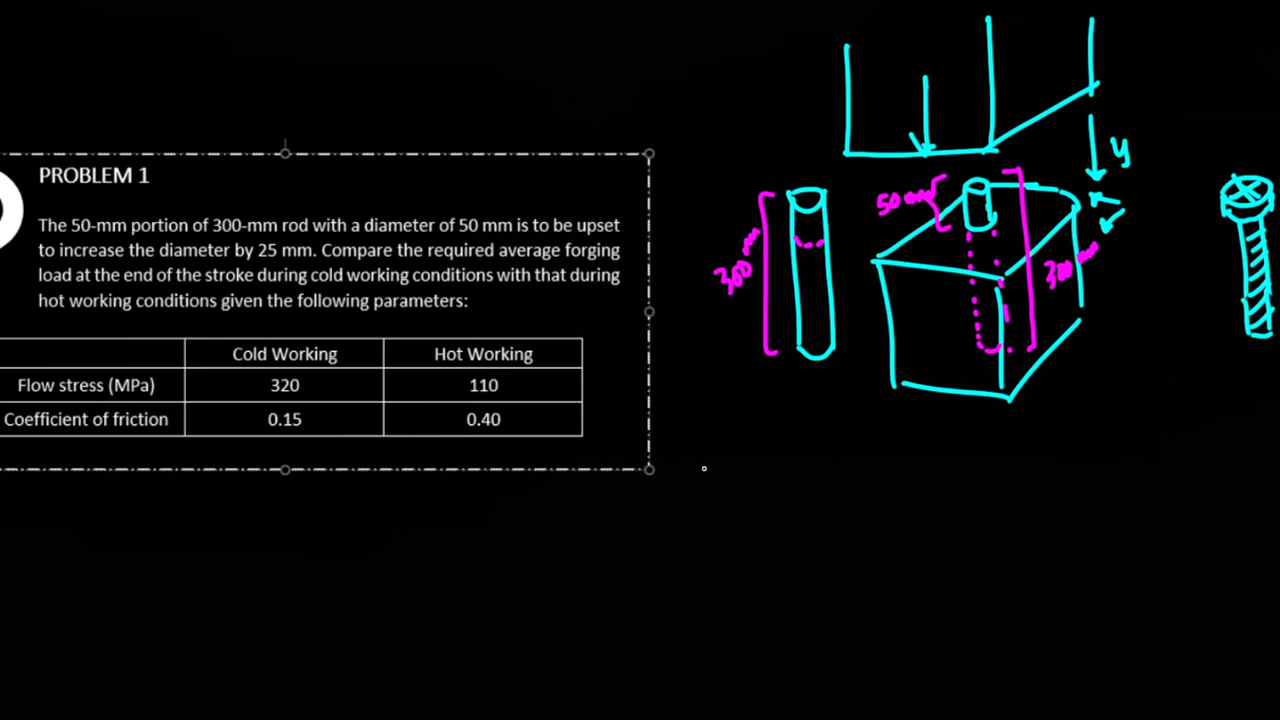 PROBLEM 1
The 50-mm portion of 300-mm rod with a diameter of 50 mm is to be upset
to increase the diameter by 25 mm. Compare the required average forging
load at the end of the stroke during cold working conditions with that during
hot working conditions given the following parameters:
Cold Working Hot Working
Flow stress (MPa) 320 110
Coefficient of friction 0.15 0.40
y
50 mm
300 mm
300 mm